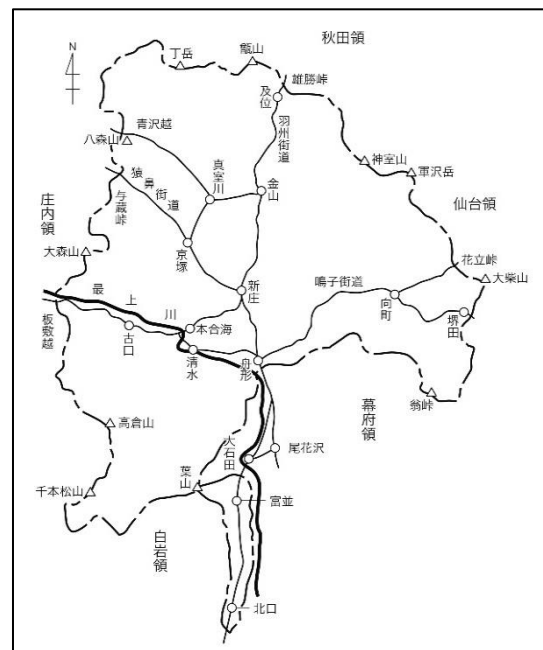 秋田領
丁岳
甑山
N
雄勝峠
及位
青沢越
羽州街道
八森山
神室山
軍沢岳
猿鼻街道
真室川
金山
与蔵峠
庄内領
仙台領
大森山
京塚
花立峠
大柴山
新庄
鳴子街道
向町
最上川
本合海
堺田
板敷越
古口
清水
舟形
幕府領
翁峠
高倉山
大石田
尾花沢
千本松山
葉山
富並
白岩領
北口